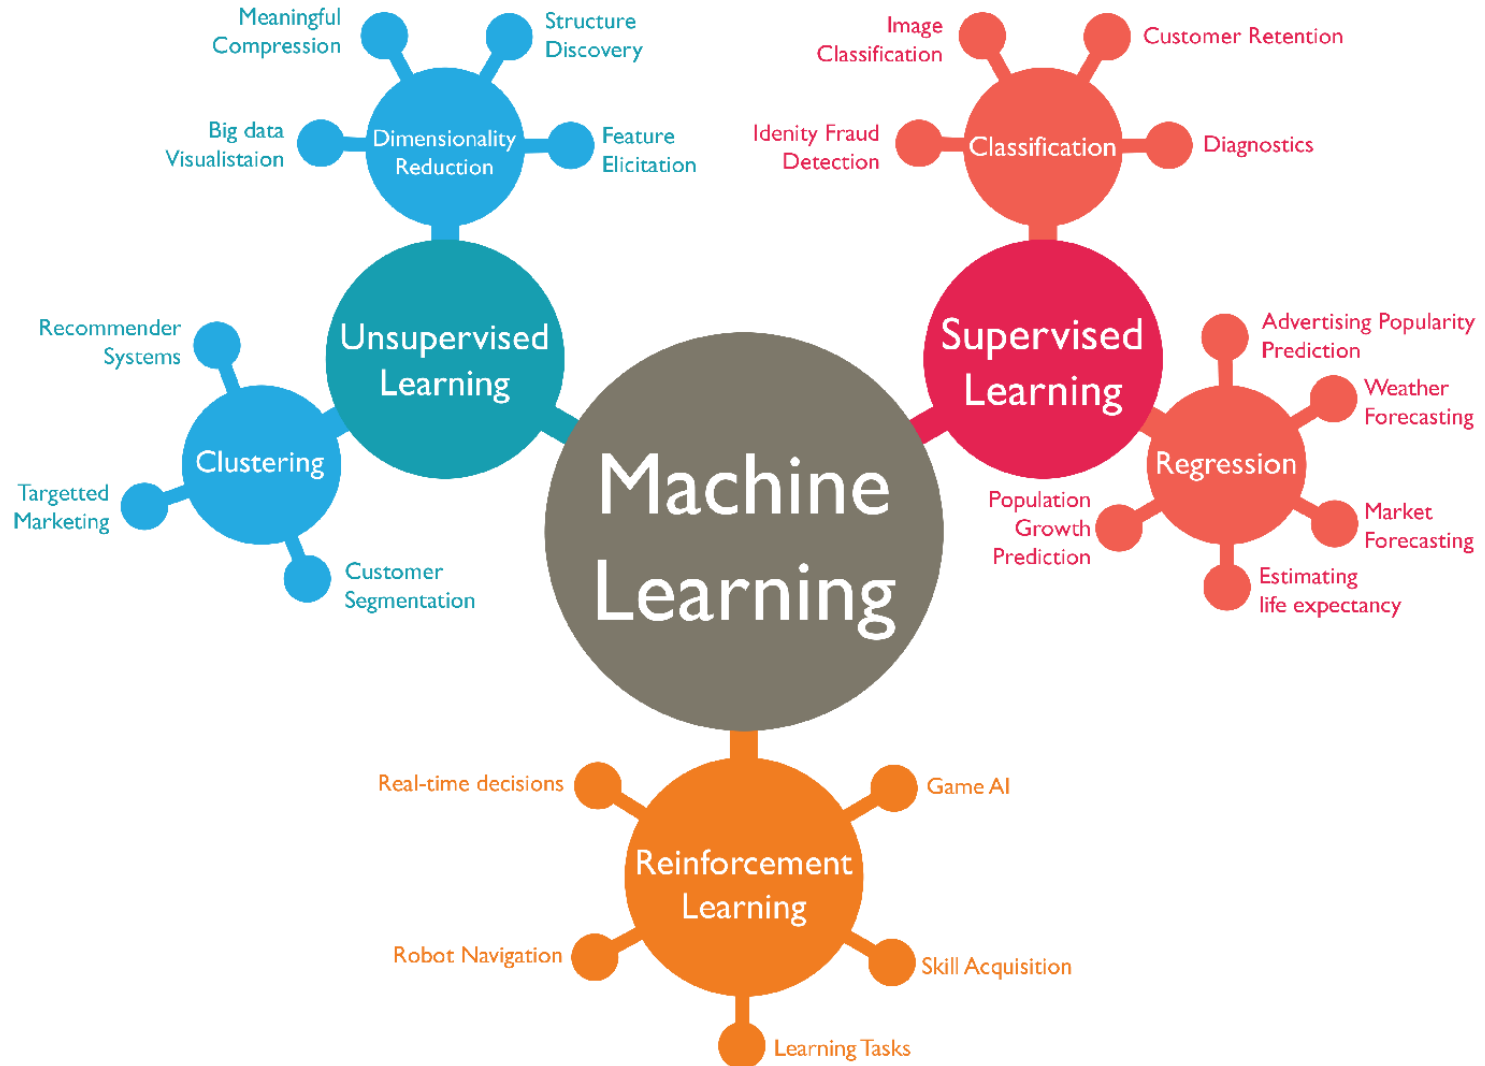 Meaningful
Compression
Structure
Discovery
Big data
Visualistaion
Dimensionality
Reduction
Feature
Elicitation
Image
Classification
Customer Retention
Idenity Fraud
Detection
Classification
Diagnostics
Unsupervised
Learning
Recommender
Systems
Clustering
Targetted
Marketing
Customer
Segmentation
Supervised
Learning
Advertising Popularity
Prediction
Weather
Forecasting
Regression
Population
Growth
Prediction
Market
Forecasting
Estimating
life expectancy
Machine
Learning
Real-time decisions
Game AI
Reinforcement
Learning
Robot Navigation
Skill Acquisition
Learning Tasks